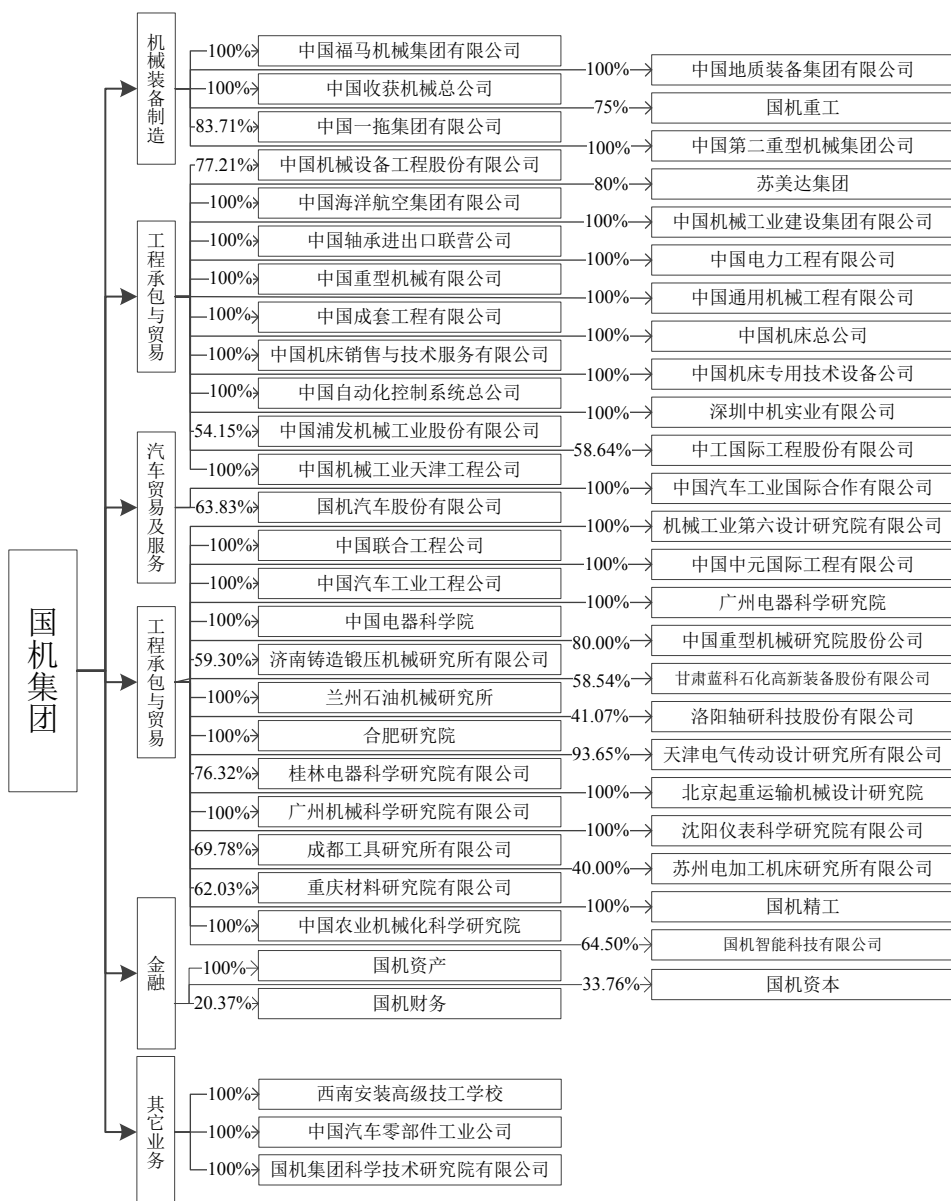 国机集团
机械装备制造
100% 中国福马机械集团有限公司
100% 中国地质装备集团有限公司
100% 中国收获机械总公司
75% 国机重工
83.71% 中国一拖集团有限公司
100% 中国第二重型机械集团公司
工程承包与贸易
77.21% 中国机械设备工程股份有限公司
80% 苏美达集团
100% 中国海洋航空集团有限公司
100% 中国机械工业建设集团有限公司
100% 中国轴承进出口联营公司
100% 中国电力工程有限公司
100% 中国重型机械有限公司
100% 中国通用机械工程有限公司
100% 中国成套工程有限公司
100% 中国机床总公司
100% 中国机床销售与技术服务有限公司
100% 中国机床专用技术设备公司
100% 中国自动化控制系统总公司
100% 深圳中机实业有限公司
54.15% 中国浦发机械工业股份有限公司
58.64% 中工国际工程股份有限公司
100% 中国机械工业天津工程公司
汽车贸易及服务
100% 中国汽车工业国际合作有限公司
63.83% 国机汽车股份有限公司
工程承包与贸易
100% 机械工业第六设计研究院有限公司
100% 中国联合工程公司
100% 中国中元国际工程有限公司
100% 中国汽车工业工程公司
100% 广州电器科学研究院
100% 中国电器科学院
80.00% 中国重型机械研究院股份公司
59.30% 济南铸造锻压机械研究所有限公司
58.54% 甘肃蓝科石化高新装备股份有限公司
100% 兰州石油机械研究所
41.07% 洛阳轴研科技股份有限公司
100% 合肥研究院
93.65% 天津电气传动设计研究所有限公司
76.32% 桂林电器科学研究院有限公司
100% 北京起重运输机械设计研究院
100% 广州机械科学研究院有限公司
100% 沈阳仪表科学研究院有限公司
69.78% 成都工具研究所有限公司
40.00% 苏州电加工机床研究所有限公司
62.03% 重庆材料研究院有限公司
100% 国机精工
100% 中国农业机械化科学研究院
64.50% 国机智能科技有限公司
金融
100% 国机资产
33.76% 国机资本
20.37% 国机财务
其它业务
100% 西南安装高级技工学校
100% 中国汽车零部件工业公司
100% 国机集团科学技术研究院有限公司